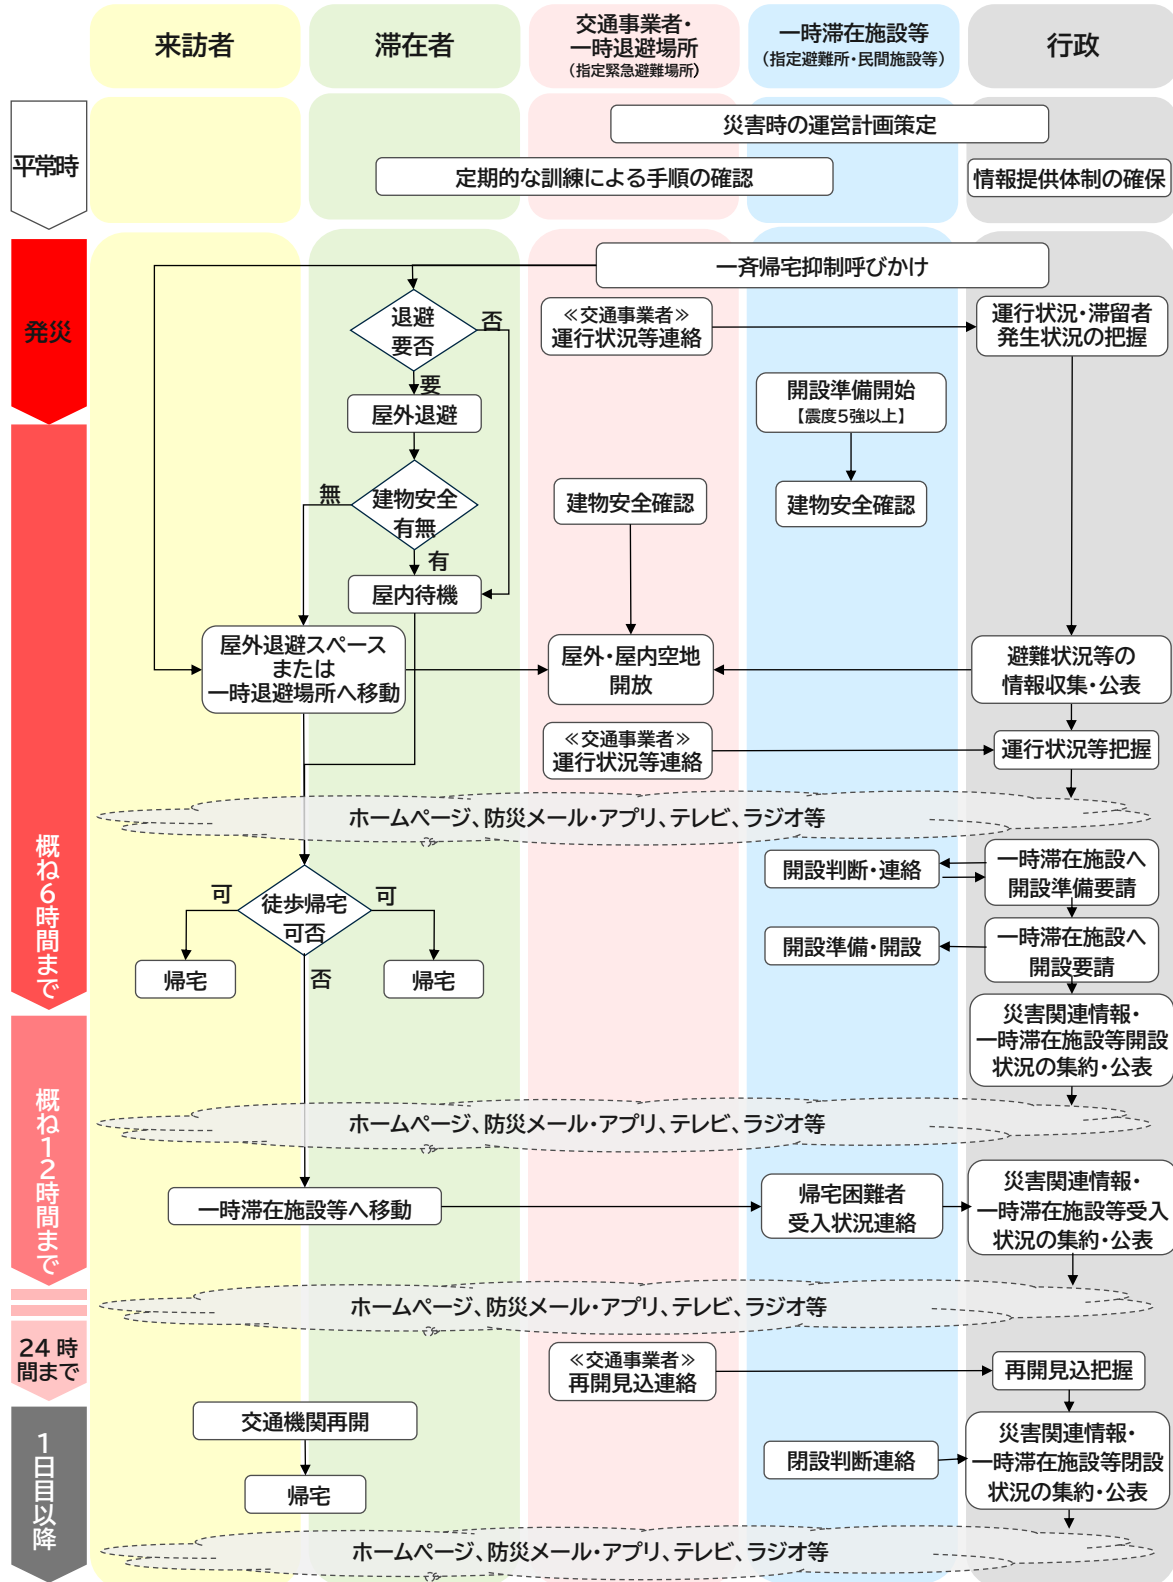 来訪者
滞在者
交通事業者・
一時退避場所
（指定緊急避難場所）
一時滞在施設等
（指定避難所・民間施設等）
行政
平常時
災害時の運営計画策定
定期的な訓練による手順の確認
情報提供体制の確保
発災
一斉帰宅抑制呼びかけ
退避
要否
否
要
≪交通事業者≫
運行状況等連絡
運行状況・滞留者
発生状況の把握
屋外退避
開設準備開始
【震度5強以上】
概ね6時間まで
建物安全
有無
無
有
建物安全確認
建物安全確認
屋内待機
屋外退避スペース
または
一時退避場所へ移動
屋外・屋内空地
開放
避難状況等の
情報収集・公表
≪交通事業者≫
運行状況等連絡
運行状況等把握
ホームページ、防災メール・アプリ、テレビ、ラジオ等
開設判断・連絡
一時滞在施設へ
開設準備要請
可
徒歩帰宅
可否
可
否
帰宅
帰宅
開設準備・開設
一時滞在施設へ
開設要請
災害関連情報・
一時滞在施設等開設
状況の集約・公表
概ね12時間まで
ホームページ、防災メール・アプリ、テレビ、ラジオ等
一時滞在施設等へ移動
帰宅困難者
受入状況連絡
災害関連情報・
一時滞在施設等受入
状況の集約・公表
ホームページ、防災メール・アプリ、テレビ、ラジオ等
24時
間まで
≪交通事業者≫
再開見込連絡
再開見込把握
1日目以降
交通機関再開
帰宅
閉設判断連絡
災害関連情報・
一時滞在施設等閉設
状況の集約・公表
ホームページ、防災メール・アプリ、テレビ、ラジオ等